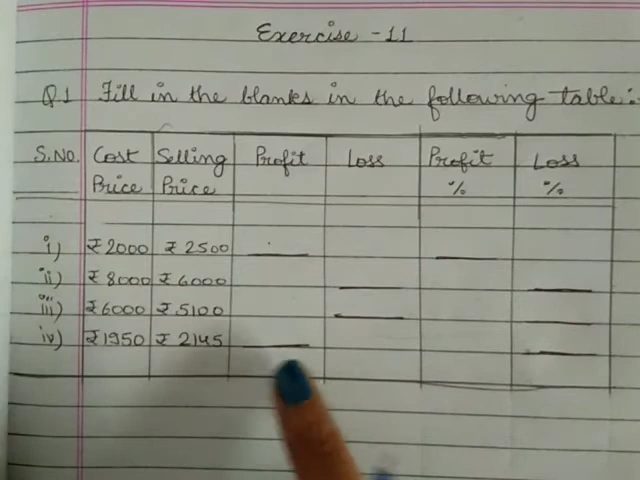 Exercise - 11
Q.1 Fill in the blanks in the following table:-
S.NO. Cost Price Selling Price Profit Loss Profit % Loss %
i) ₹2000 ₹2500
ii) ₹8000 ₹6000
iii) ₹6000 ₹5100
iv) ₹1950 ₹2145